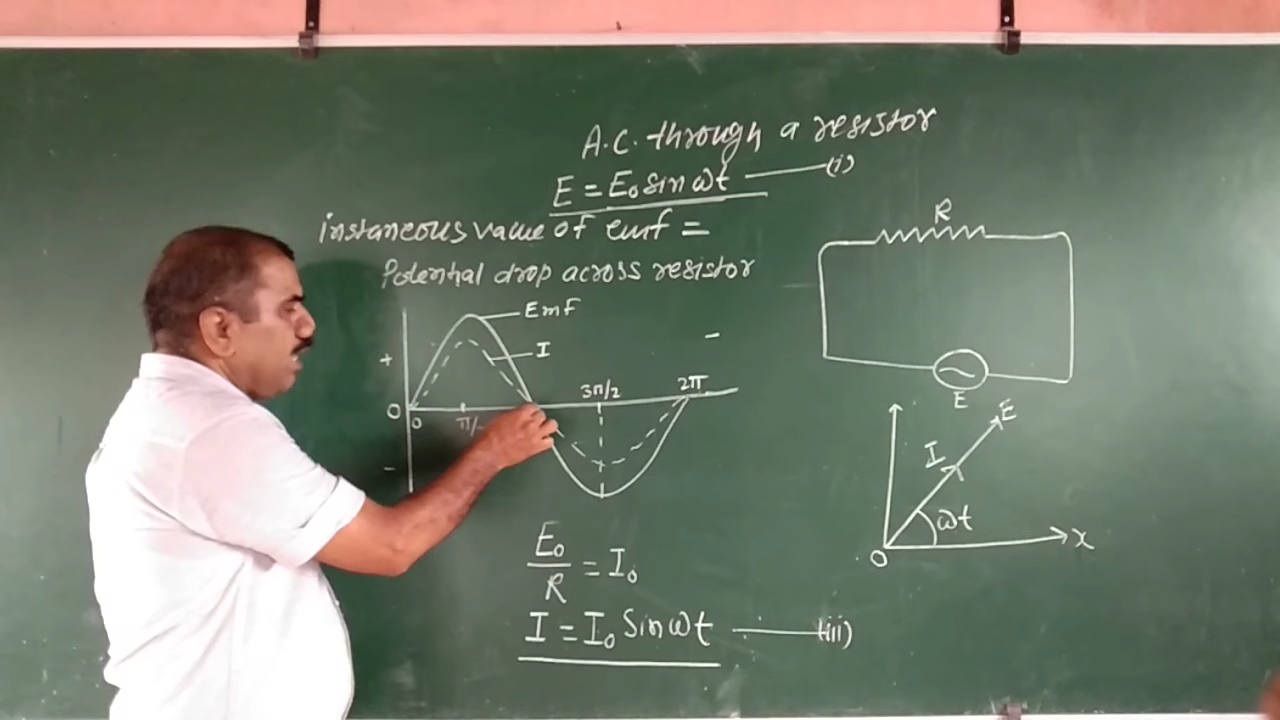 A.C. through a resistor
E = E₀ sin ωt ——(i)
instaneous value of emf =
Potential drop across resistor
Emf
I
+
O
0
3π/2
2π
−
−
E₀/R = I₀
I = I₀ Sin ωt ——(iii)
R
E
E
I
ωt
O
x